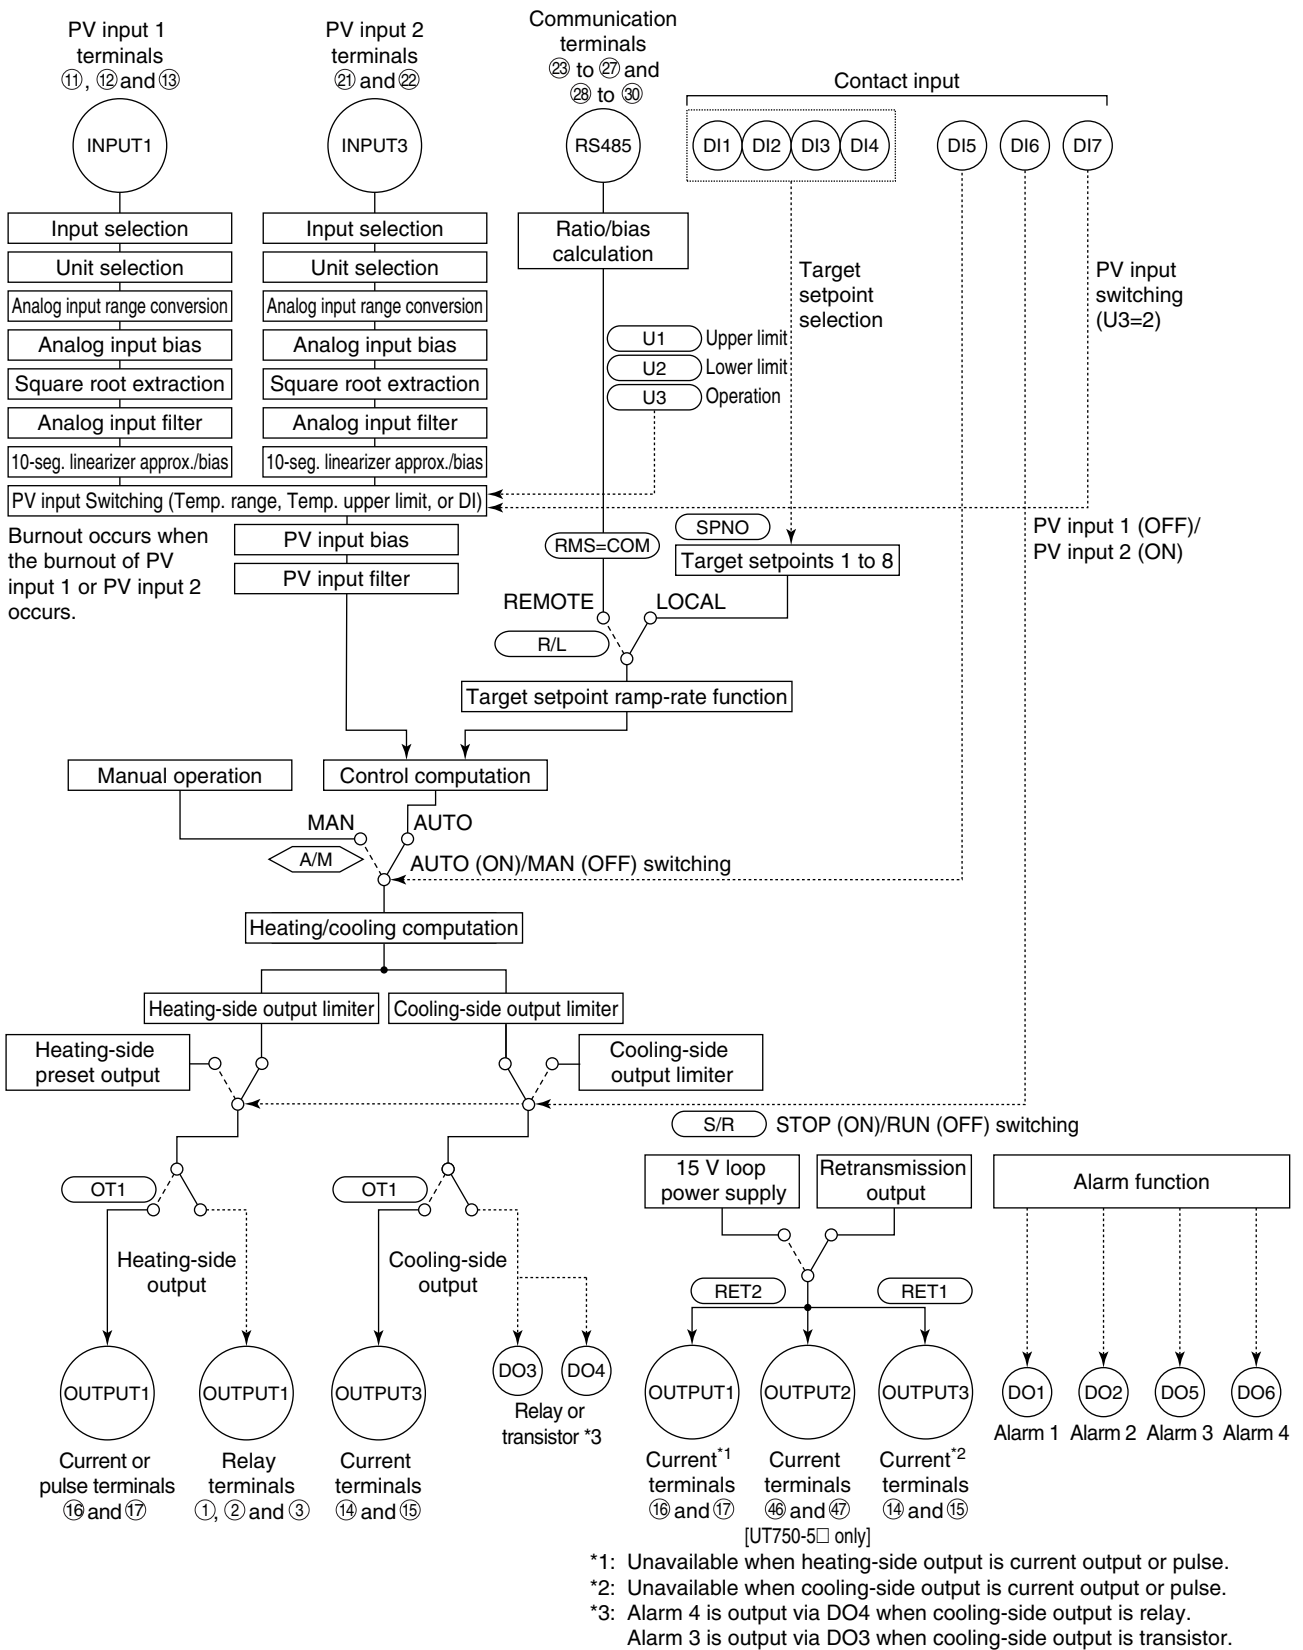 PV input 1
terminals
⑪, ⑫ and ⑬
PV input 2
terminals
㉑ and ㉒
Communication
terminals
㉓ to ㉗ and
㉘ to ㉚
Contact input
INPUT1
INPUT3
RS485
DI1
DI2
DI3
DI4
DI5
DI6
DI7
Input selection
Unit selection
Analog input range conversion
Analog input bias
Square root extraction
Analog input filter
10-seg. linearizer approx./bias
Input selection
Unit selection
Analog input range conversion
Analog input bias
Square root extraction
Analog input filter
10-seg. linearizer approx./bias
Ratio/bias
calculation
Target
setpoint
selection
PV input
switching
(U3=2)
U1 Upper limit
U2 Lower limit
U3 Operation
PV input Switching (Temp. range, Temp. upper limit, or DI)
Burnout occurs when
the burnout of PV
input 1 or PV input 2
occurs.
PV input bias
PV input filter
RMS=COM
SPNO
Target setpoints 1 to 8
PV input 1 (OFF)/
PV input 2 (ON)
REMOTE
LOCAL
R/L
Target setpoint ramp-rate function
Manual operation
Control computation
MAN
AUTO
A/M
AUTO (ON)/MAN (OFF) switching
Heating/cooling computation
Heating-side output limiter
Cooling-side output limiter
Heating-side
preset output
Cooling-side
output limiter
S/R
STOP (ON)/RUN (OFF) switching
OT1
OT1
15 V loop
power supply
Retransmission
output
Alarm function
Heating-side
output
Cooling-side
output
RET2
RET1
OUTPUT1
OUTPUT1
OUTPUT3
DO3
DO4
OUTPUT1
OUTPUT2
OUTPUT3
DO1
DO2
DO5
DO6
Relay or
transistor *3
Alarm 1
Alarm 2
Alarm 3
Alarm 4
Current or
pulse terminals
⑯ and ⑰
Relay
terminals
①, ② and ③
Current
terminals
⑭ and ⑮
Current*1
terminals
⑯ and ⑰
Current
terminals
㊻ and ㊼
[UT750-5□ only]
Current*2
terminals
⑭ and ⑮
*1: Unavailable when heating-side output is current output or pulse.
*2: Unavailable when cooling-side output is current output or pulse.
*3: Alarm 4 is output via DO4 when cooling-side output is relay.
Alarm 3 is output via DO3 when cooling-side output is transistor.